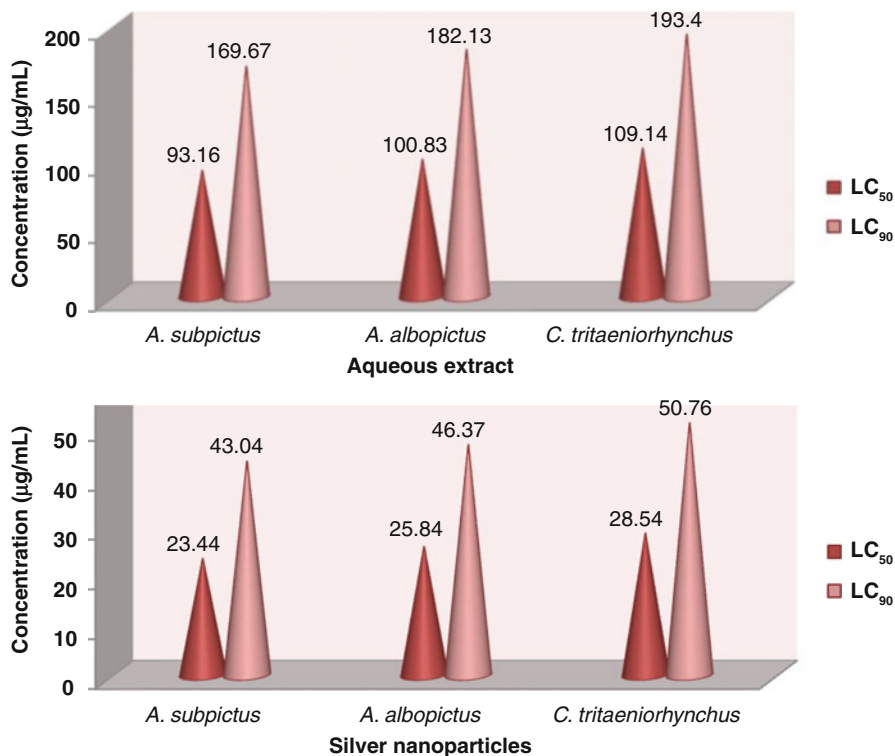 Concentration (µg/mL)
200
150
100
50
0
93.16
169.67
100.83
182.13
109.14
193.4
LC50
LC90
A. subpictus
A. albopictus
C. tritaeniorhynchus
Aqueous extract
Concentration (µg/mL)
50
40
30
20
10
0
23.44
43.04
25.84
46.37
28.54
50.76
LC50
LC90
A. subpictus
A. albopictus
C. tritaeniorhynchus
Silver nanoparticles